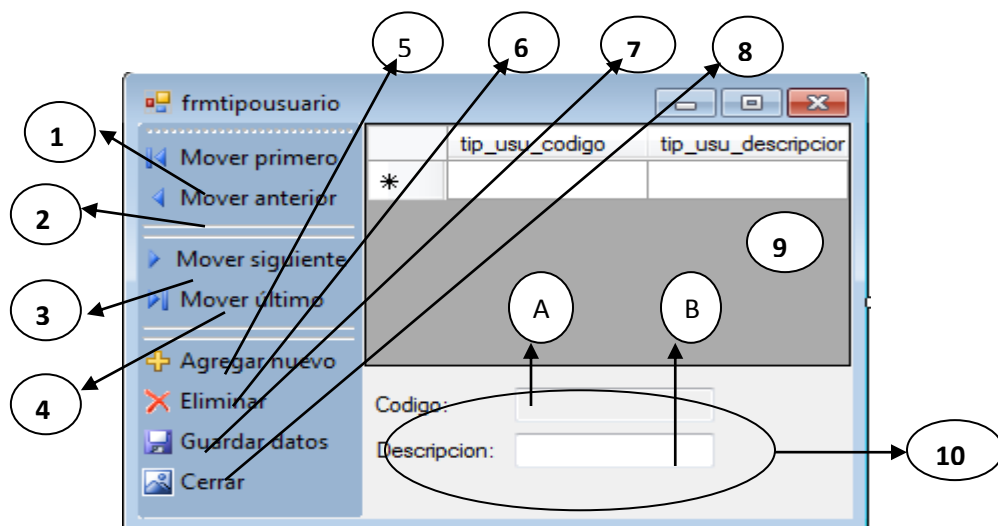 5
6
7
8
frmtipousuario
1
tip_usu_codigo tip_usu_descripcior
Mover primero
Mover anterior
2
Mover siguiente
9
3
Mover último
A
B
Agregar nuevo
4
Eliminar
Codigo:
Guardar datos
Descripcion:
10
Cerrar